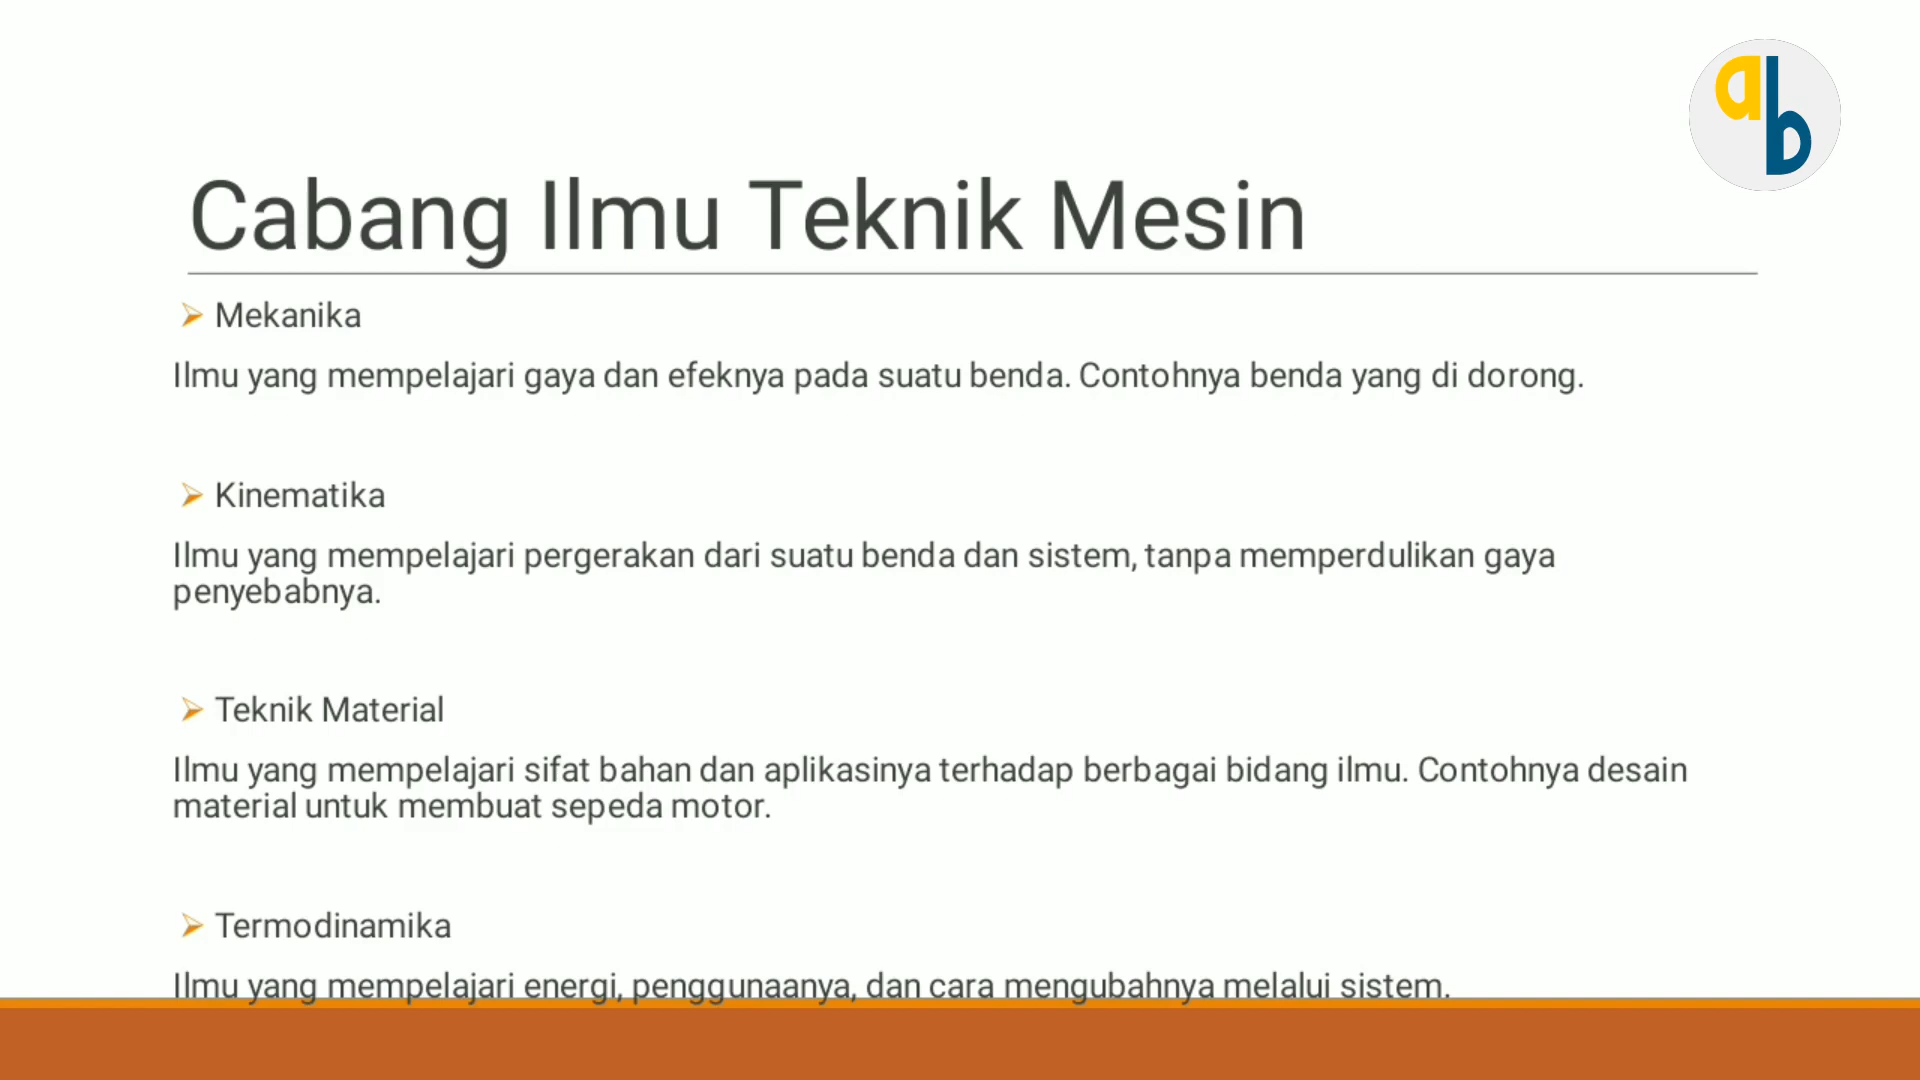 ab
Cabang Ilmu Teknik Mesin
Mekanika
Ilmu yang mempelajari gaya dan efeknya pada suatu benda. Contohnya benda yang di dorong.
Kinematika
Ilmu yang mempelajari pergerakan dari suatu benda dan sistem, tanpa memperdulikan gaya
penyebabnya.
Teknik Material
Ilmu yang mempelajari sifat bahan dan aplikasinya terhadap berbagai bidang ilmu. Contohnya desain
material untuk membuat sepeda motor.
Termodinamika
Ilmu yang mempelajari energi, penggunaanya, dan cara mengubahnya melalui sistem.